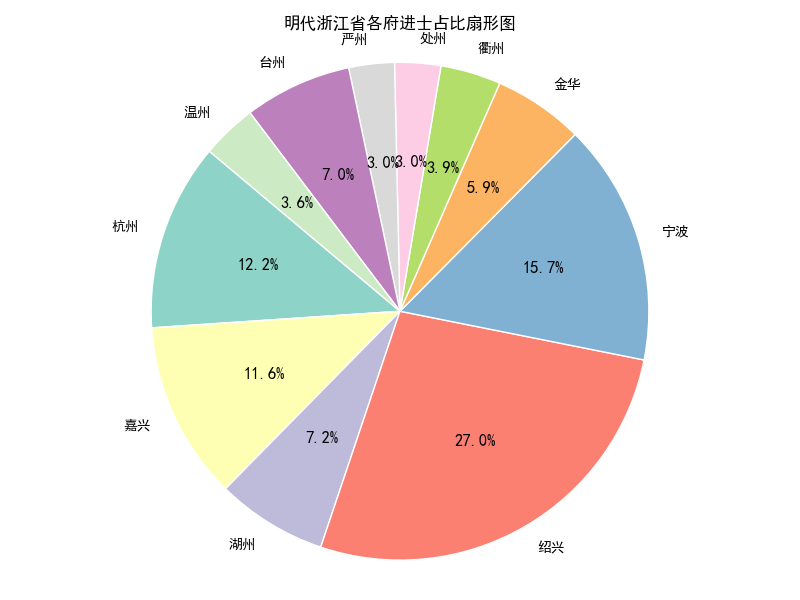 明代浙江省各府进士占比扇形图
严州
处州
衢州
台州
金华
温州
杭州
宁波
嘉兴
湖州
绍兴
3.0%
3.0%
3.9%
7.0%
5.9%
3.6%
12.2%
15.7%
11.6%
7.2%
27.0%